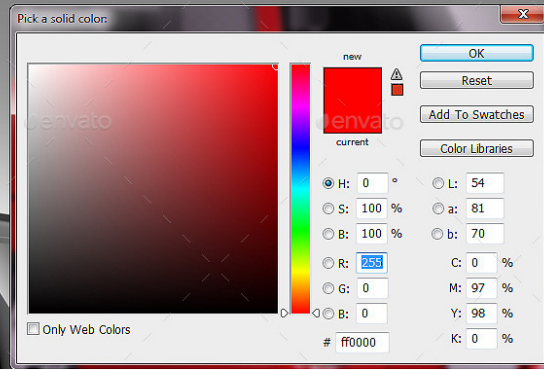 Pick a solid color:
new
current
OK
Reset
Add To Swatches
Color Libraries
H: 0 °
S: 100 %
B: 100 %
R: 255
G: 0
B: 0
# ff0000
L: 54
a: 81
b: 70
C: 0 %
M: 97 %
Y: 98 %
K: 0 %
Only Web Colors
envato
envato